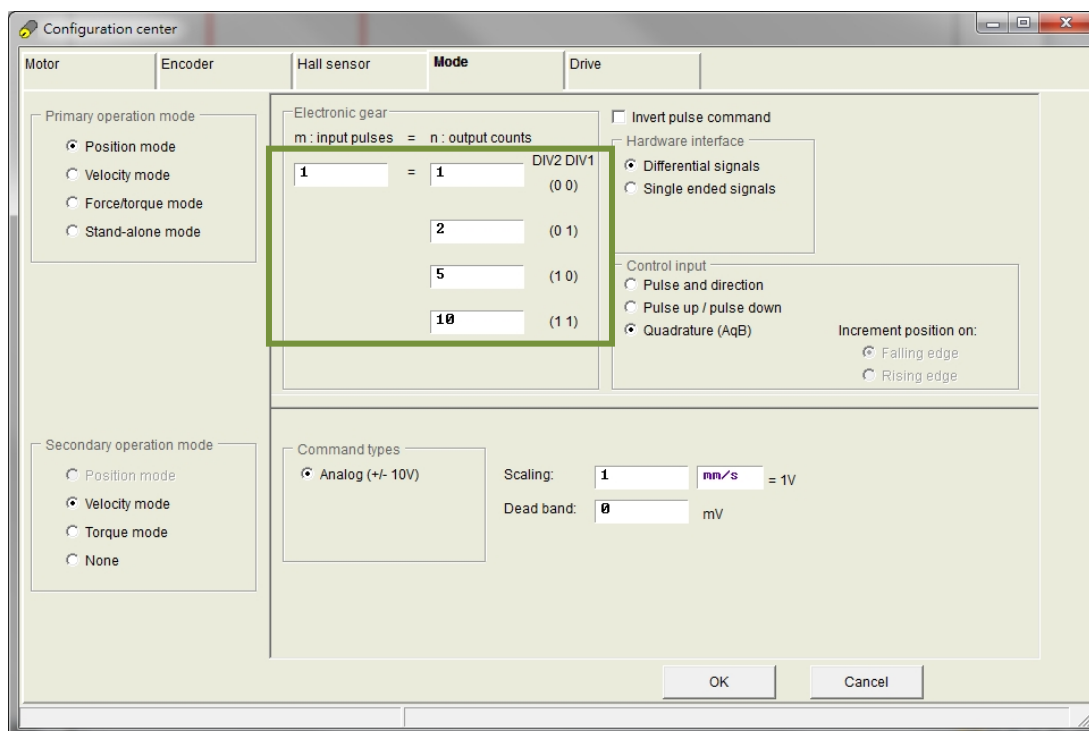 Configuration center
Motor Encoder Hall sensor Mode Drive
Primary operation mode
Position mode
Velocity mode
Force/torque mode
Stand-alone mode
Electronic gear
m : input pulses = n : output counts
DIV2 DIV1
1 = 1 (0 0)
2 (0 1)
5 (1 0)
10 (1 1)
Invert pulse command
Hardware interface
Differential signals
Single ended signals
Control input
Pulse and direction
Pulse up / pulse down
Quadrature (AqB)
Increment position on:
Falling edge
Rising edge
Secondary operation mode
Position mode
Velocity mode
Torque mode
None
Command types
Analog (+/- 10V)
Scaling: 1 mm/s = 1V
Dead band: 0 mV
OK Cancel